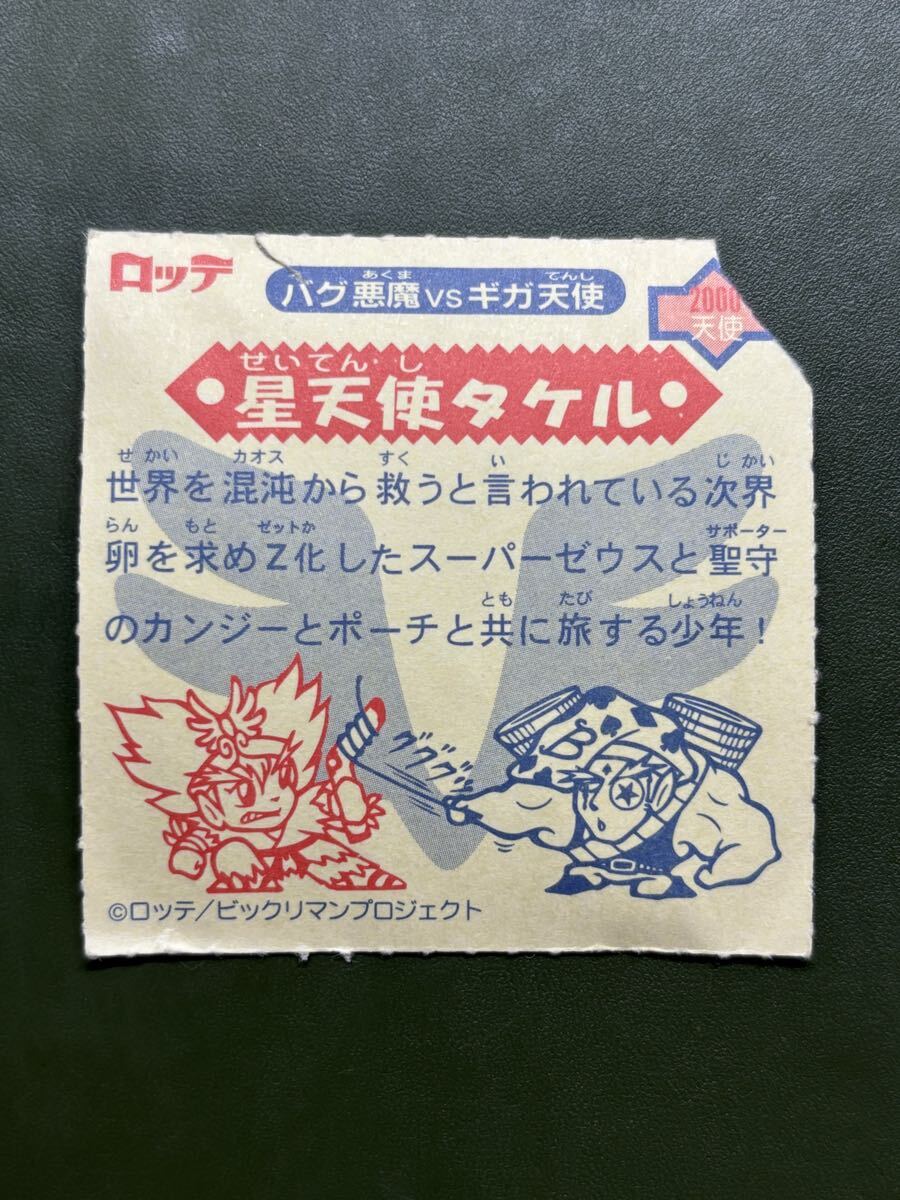 ロッテ
バグ悪魔vsギガ天使
あくま てんし
2000
天使
せいてん・し
星天使タケル
せかい カオス すく い じかい
世界を混沌から救うと言われている次界
らん もと ゼットか サポーター
卵を求めZ化したスーパーゼウスと聖守
とも たび しょうねん
のカンジーとポーチと共に旅する少年！
B
グググ
©ロッテ/ビックリマンプロジェクト